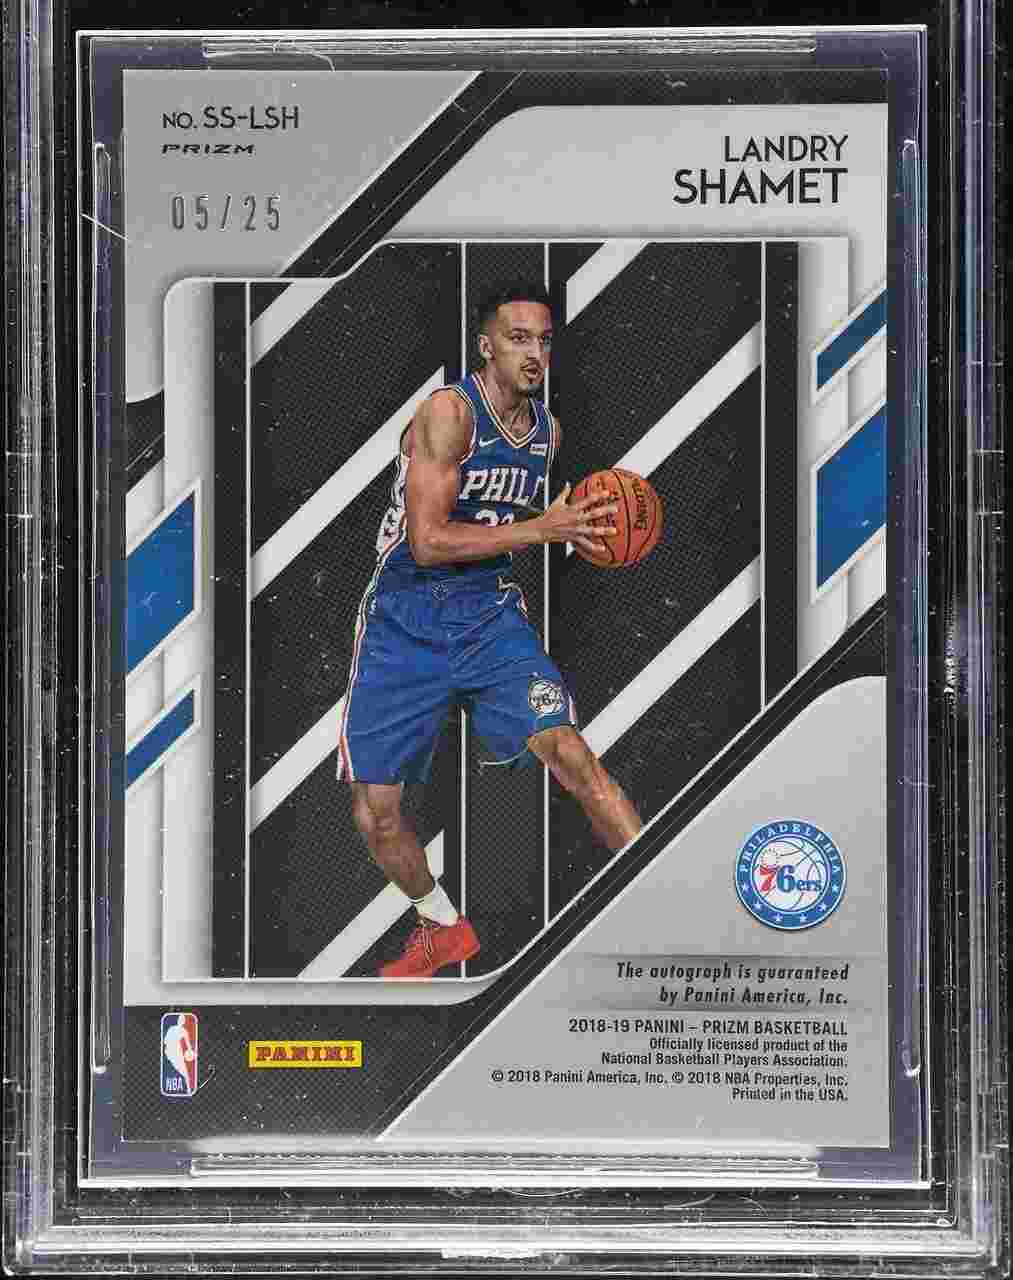 NO. SS-LSH
PRIZM
05/25
LANDRY
SHAMET
PHIL
76
PHILADELPHIA
76ers
The autograph is guaranteed
by Panini America, Inc.
2018-19 PANINI – PRIZM BASKETBALL
Officially licensed product of the
National Basketball Players Association.
© 2018 Panini America, Inc. © 2018 NBA Properties, Inc.
Printed in the USA.
NBA
PANINI